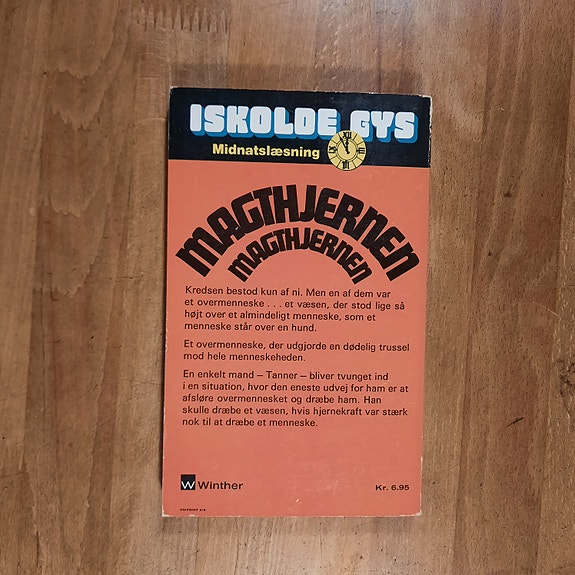 ISKOLDE GYS
Midnatslæsning
MAGTHJERNEN
MAGTHJERNEN
Kredsen bestod kun af ni. Men en af dem var
et overmenneske . . . et væsen, der stod lige så
højt over et almindeligt menneske, som et
menneske står over en hund.
Et overmenneske, der udgjorde en dødelig trussel
mod hele menneskeheden.
En enkelt mand – Tanner – bliver tvunget ind
i en situation, hvor den eneste udvej for ham er at
afsløre overmennesket og dræbe ham. Han
skulle dræbe et væsen, hvis hjernekraft var stærk
nok til at dræbe et menneske.
W Winther
Kr. 6.95